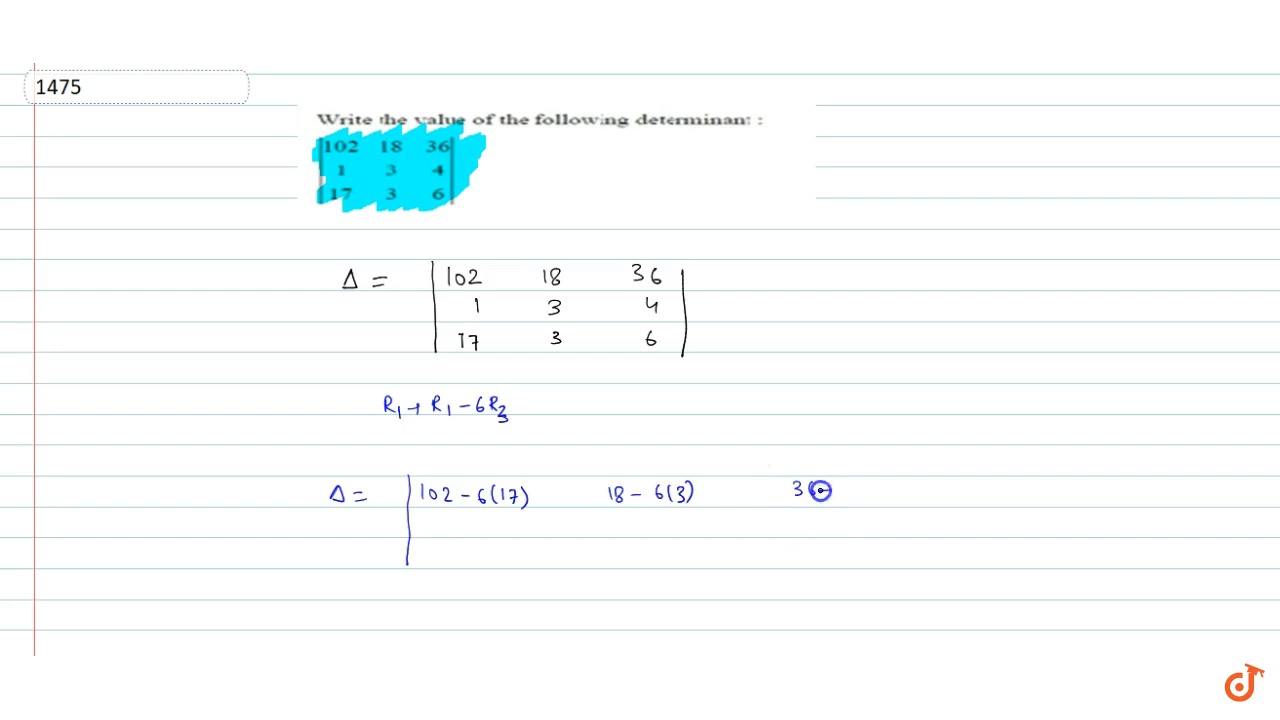 1475
Write the value of the following determinant :
102 18 36
1 3 4
17 3 6
Δ = | 102 18 36 |
1 3 4
17 3 6
R₁ → R₁ - 6R₃
Δ = | 102 - 6(17) 18 - 6(3) 36